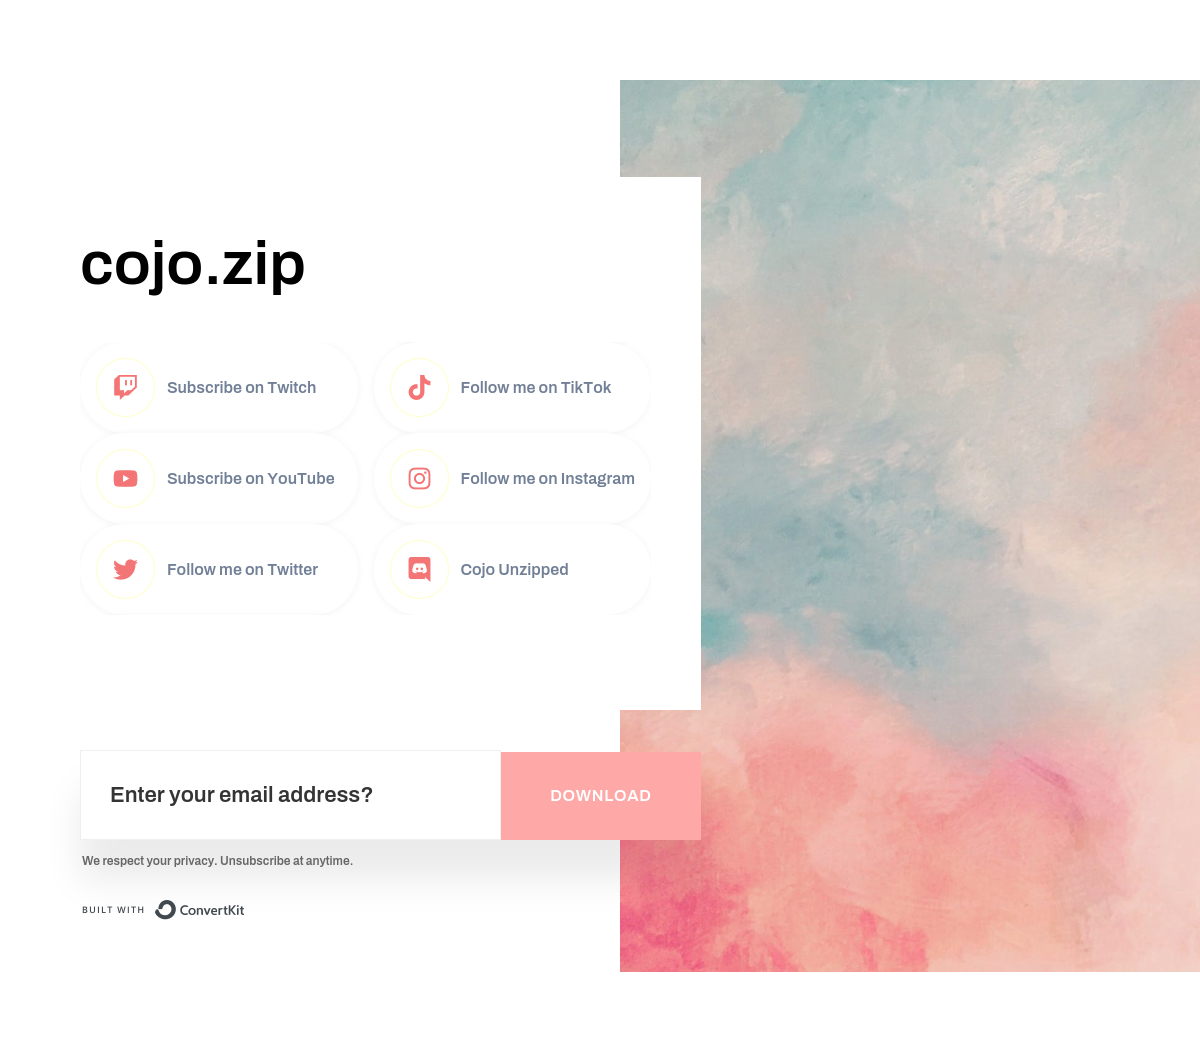 cojo.zip
Subscribe on Twitch
Follow me on TikTok
Subscribe on YouTube
Follow me on Instagram
Follow me on Twitter
Cojo Unzipped
Enter your email address?
DOWNLOAD
We respect your privacy. Unsubscribe at anytime.
BUILT WITH ConvertKit